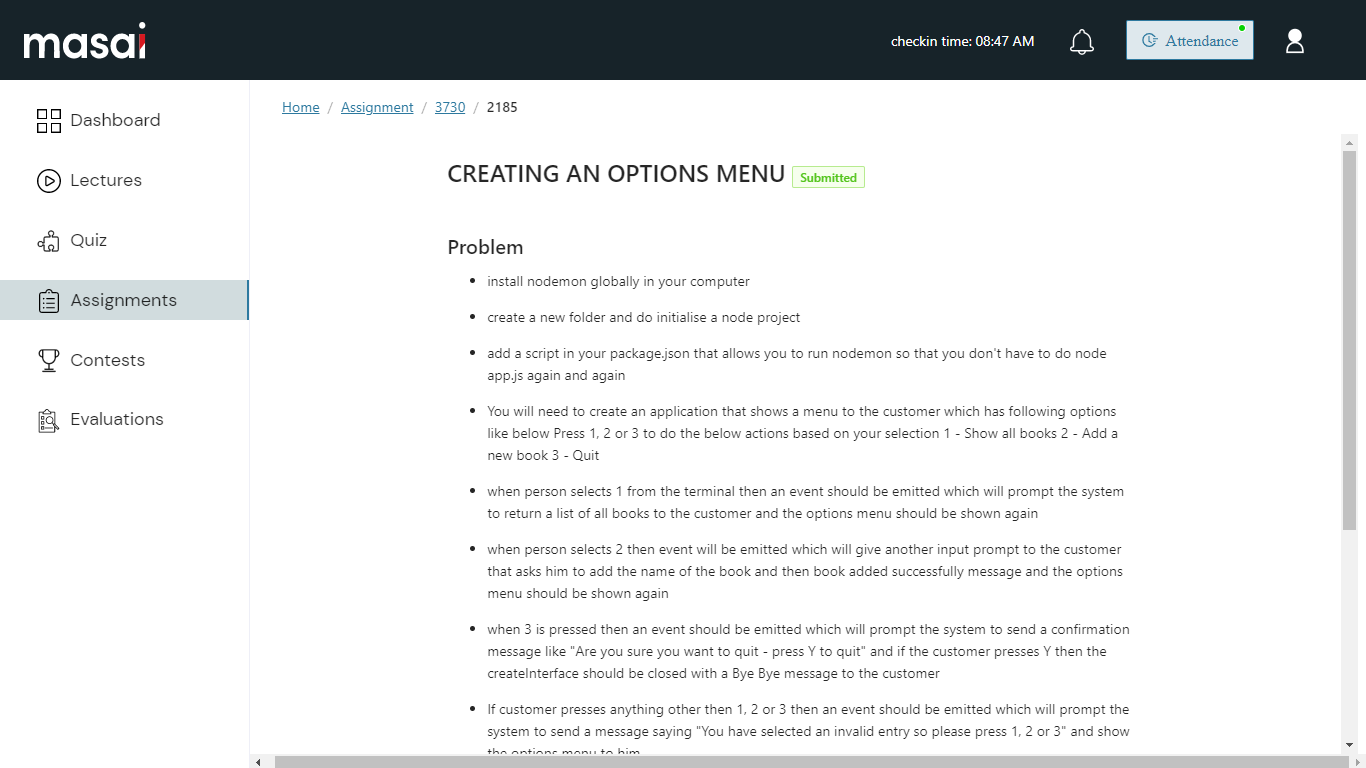 masai
checkin time: 08:47 AM
Attendance
Dashboard
Lectures
Quiz
Assignments
Contests
Evaluations
Home / Assignment / 3730 / 2185
CREATING AN OPTIONS MENU Submitted
Problem
• install nodemon globally in your computer
• create a new folder and do initialise a node project
• add a script in your package.json that allows you to run nodemon so that you don't have to do node
app.js again and again
• You will need to create an application that shows a menu to the customer which has following options
like below Press 1, 2 or 3 to do the below actions based on your selection 1 - Show all books 2 - Add a
new book 3 - Quit
• when person selects 1 from the terminal then an event should be emitted which will prompt the system
to return a list of all books to the customer and the options menu should be shown again
• when person selects 2 then event will be emitted which will give another input prompt to the customer
that asks him to add the name of the book and then book added successfully message and the options
menu should be shown again
• when 3 is pressed then an event should be emitted which will prompt the system to send a confirmation
message like "Are you sure you want to quit - press Y to quit" and if the customer presses Y then the
createInterface should be closed with a Bye Bye message to the customer
• If customer presses anything other then 1, 2 or 3 then an event should be emitted which will prompt the
system to send a message saying "You have selected an invalid entry so please press 1, 2 or 3" and show
the options menu to him